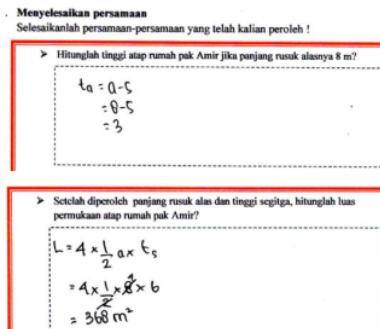 . Menyelesaikan persamaan
Selesaikanlah persamaan-persamaan yang telah kalian peroleh !
➤ Hitunglah tinggi atap rumah pak Amir jika panjang rusuk alasnya 8 m?
ta = a - 5
= 8 - 5
= 3
➤ Setelah diperoleh panjang rusuk alas dan tinggi segitga, hitunglah luas
permukaan atap rumah pak Amir?
L = 4 × 1/2 a × ts
= 4 × 1/2 × 8 4 × 6
= 368 m²